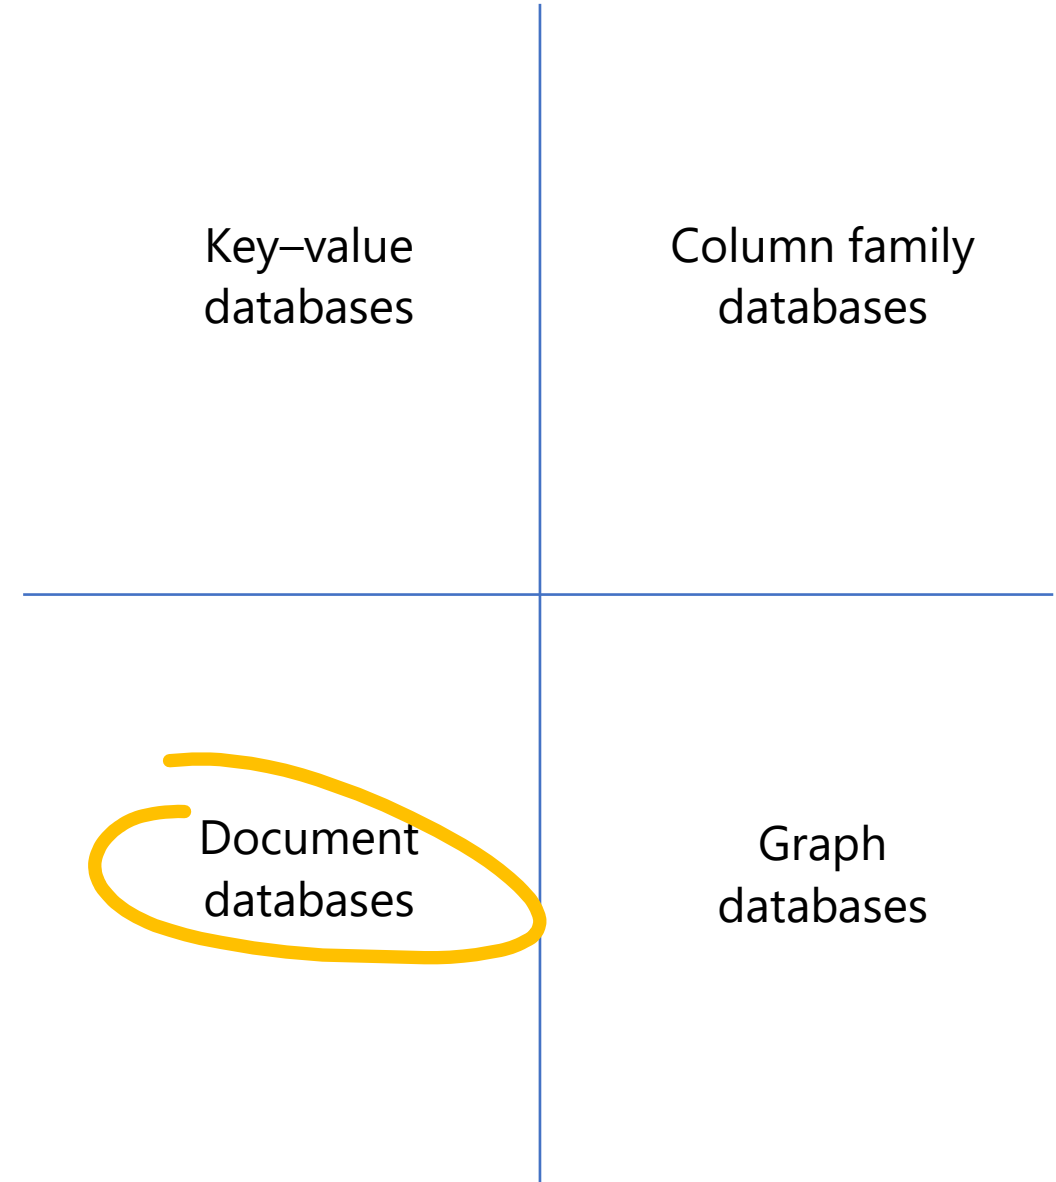 Key–value
databases
Column family
databases
Document
databases
Graph
databases